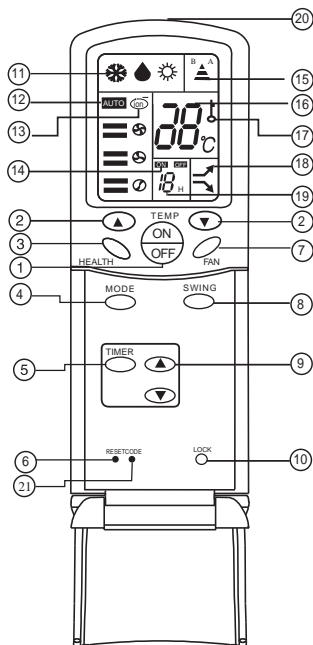 20
11
B A
15
12
AUTO
ion
16
88
℃
17
13
18
ON OFF
14
18 H
19
2
TEMP
2
3
ON
OFF
7
HEALTH
FAN
1
4
MODE
SWING
8
TIMER
5
9
RESET CODE
LOCK
6
10
21